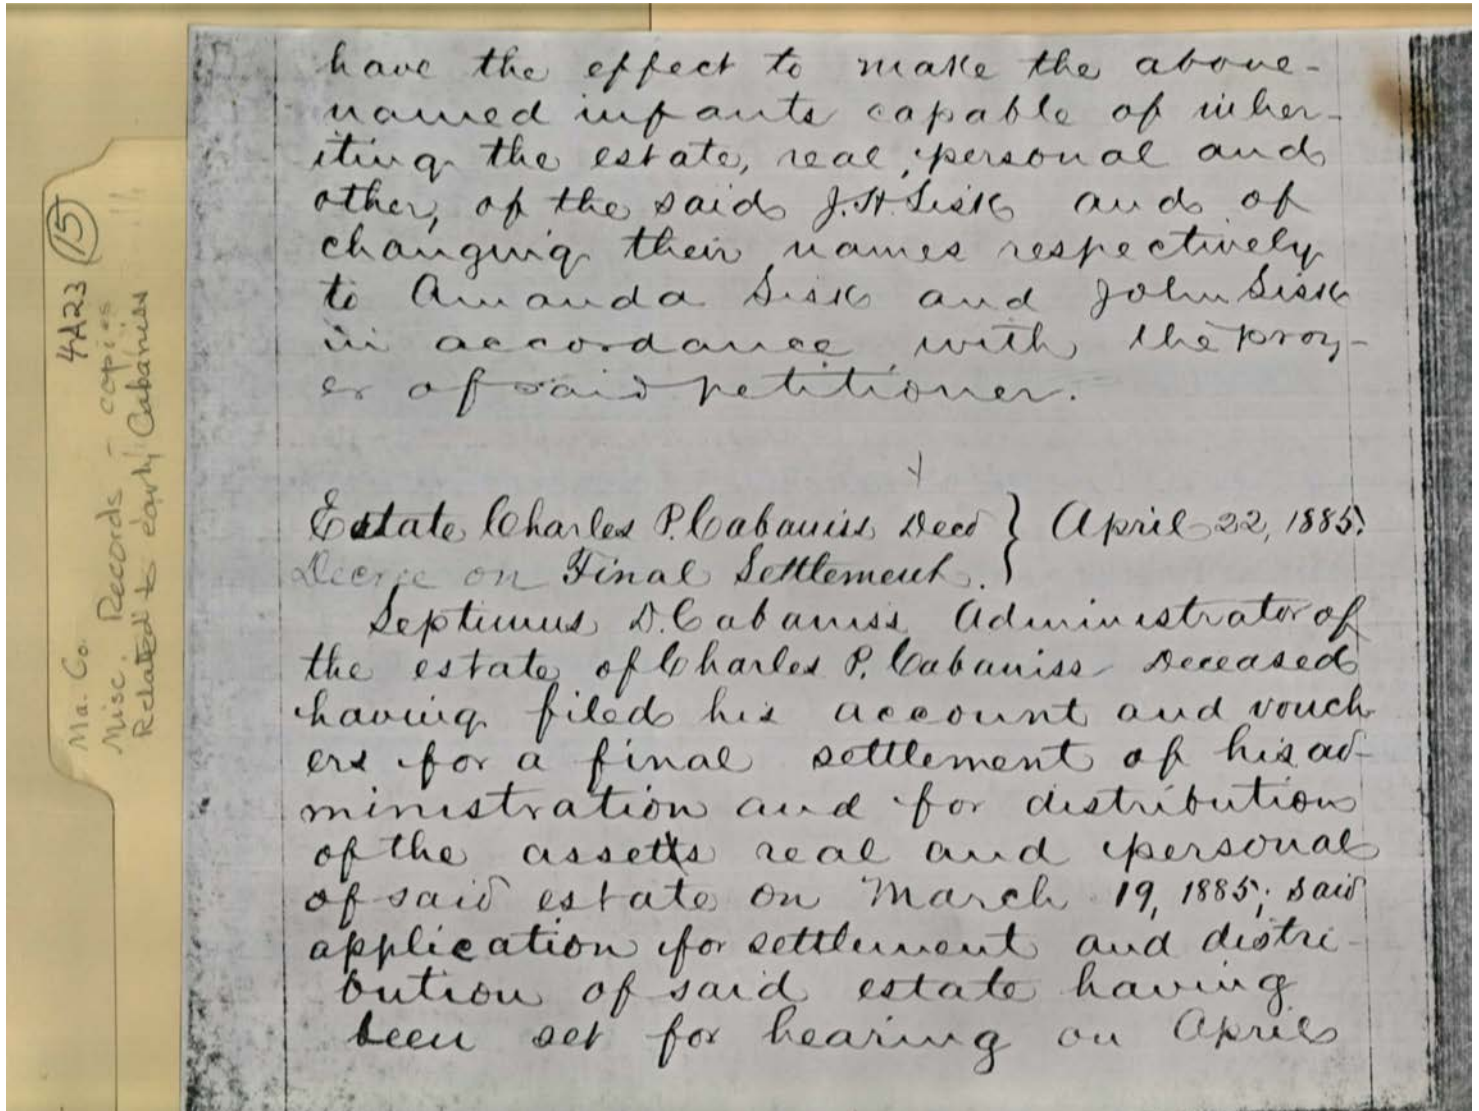 have the effect to make the above-
named infants capable of inher-
iting the estate, real, personal and
other, of the said J. H. Sisk and of
changing their names respectively
to Amanda Sisk and John Sisk
in accordance with the pray-
er of said petitioner.
Estate Charles P. Cabaniss Decd } April 22, 1885.
Decree on Final Settlement. }
Septimus D. Cabaniss Administrator of
the estate of Charles P. Cabaniss Deceased
having filed his account and vouch
ers for a final settlement of his ad-
ministration and for distribution
of the assetts real and personal
of said estate on March 19, 1885; said
application for settlement and distri-
bution of said estate having
been set for hearing on April
4A23 (15)
Ma. Co.
Misc. Records - copies
Related to early Cabaniss